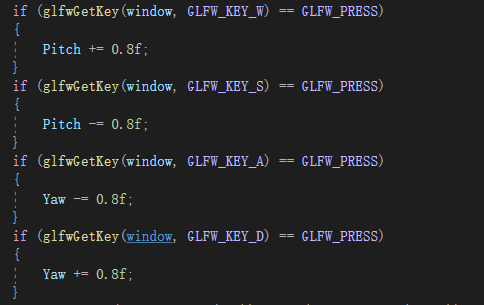 if (glfwGetKey(window, GLFW_KEY_W) == GLFW_PRESS)
{
Pitch += 0.8f;
}
if (glfwGetKey(window, GLFW_KEY_S) == GLFW_PRESS)
{
Pitch -= 0.8f;
}
if (glfwGetKey(window, GLFW_KEY_A) == GLFW_PRESS)
{
Yaw -= 0.8f;
}
if (glfwGetKey(window, GLFW_KEY_D) == GLFW_PRESS)
{
Yaw += 0.8f;
}